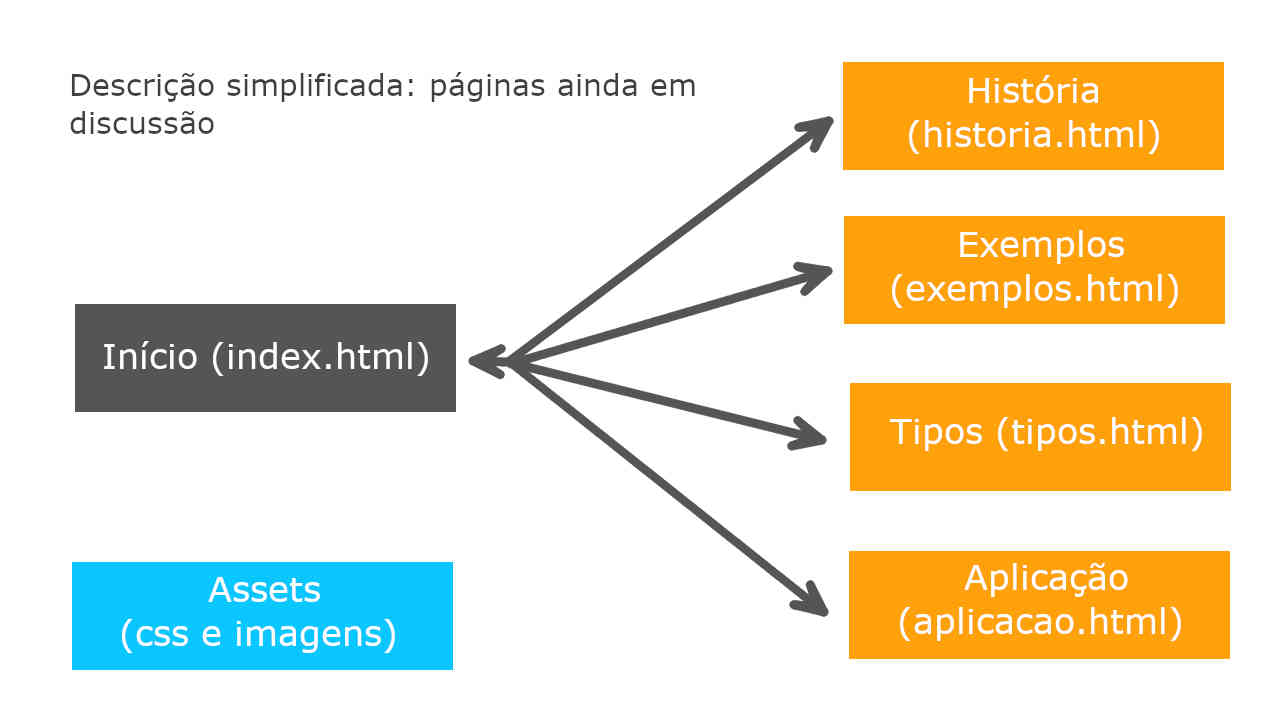 Descrição simplificada: páginas ainda em
discussão
História
(historia.html)
Exemplos
(exemplos.html)
Início (index.html)
Tipos (tipos.html)
Assets
(css e imagens)
Aplicação
(aplicacao.html)